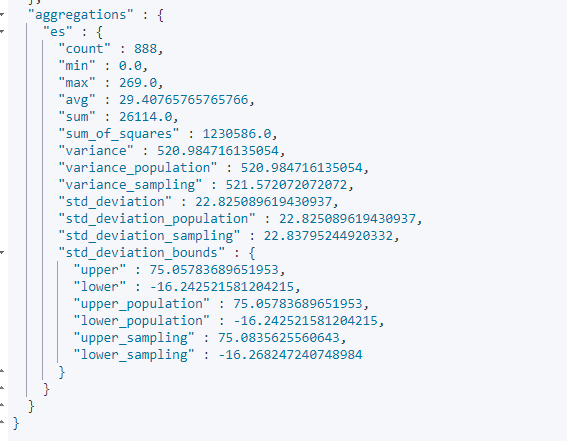 },
"aggregations" : {
"es" : {
"count" : 888,
"min" : 0.0,
"max" : 269.0,
"avg" : 29.40765765765766,
"sum" : 26114.0,
"sum_of_squares" : 1230586.0,
"variance" : 520.984716135054,
"variance_population" : 520.984716135054,
"variance_sampling" : 521.572072072072,
"std_deviation" : 22.825089619430937,
"std_deviation_population" : 22.825089619430937,
"std_deviation_sampling" : 22.83795244920332,
"std_deviation_bounds" : {
"upper" : 75.05783689651953,
"lower" : -16.242521581204215,
"upper_population" : 75.05783689651953,
"lower_population" : -16.242521581204215,
"upper_sampling" : 75.0835625560643,
"lower_sampling" : -16.268247240748984
}
}
}
}